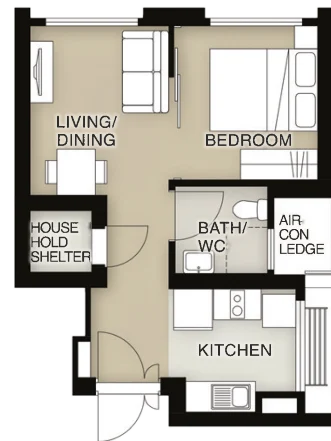 LIVING/
DINING
BEDROOM
HOUSE
HOLD
SHELTER
BATH/
WC
AIR
CON
LEDGE
KITCHEN